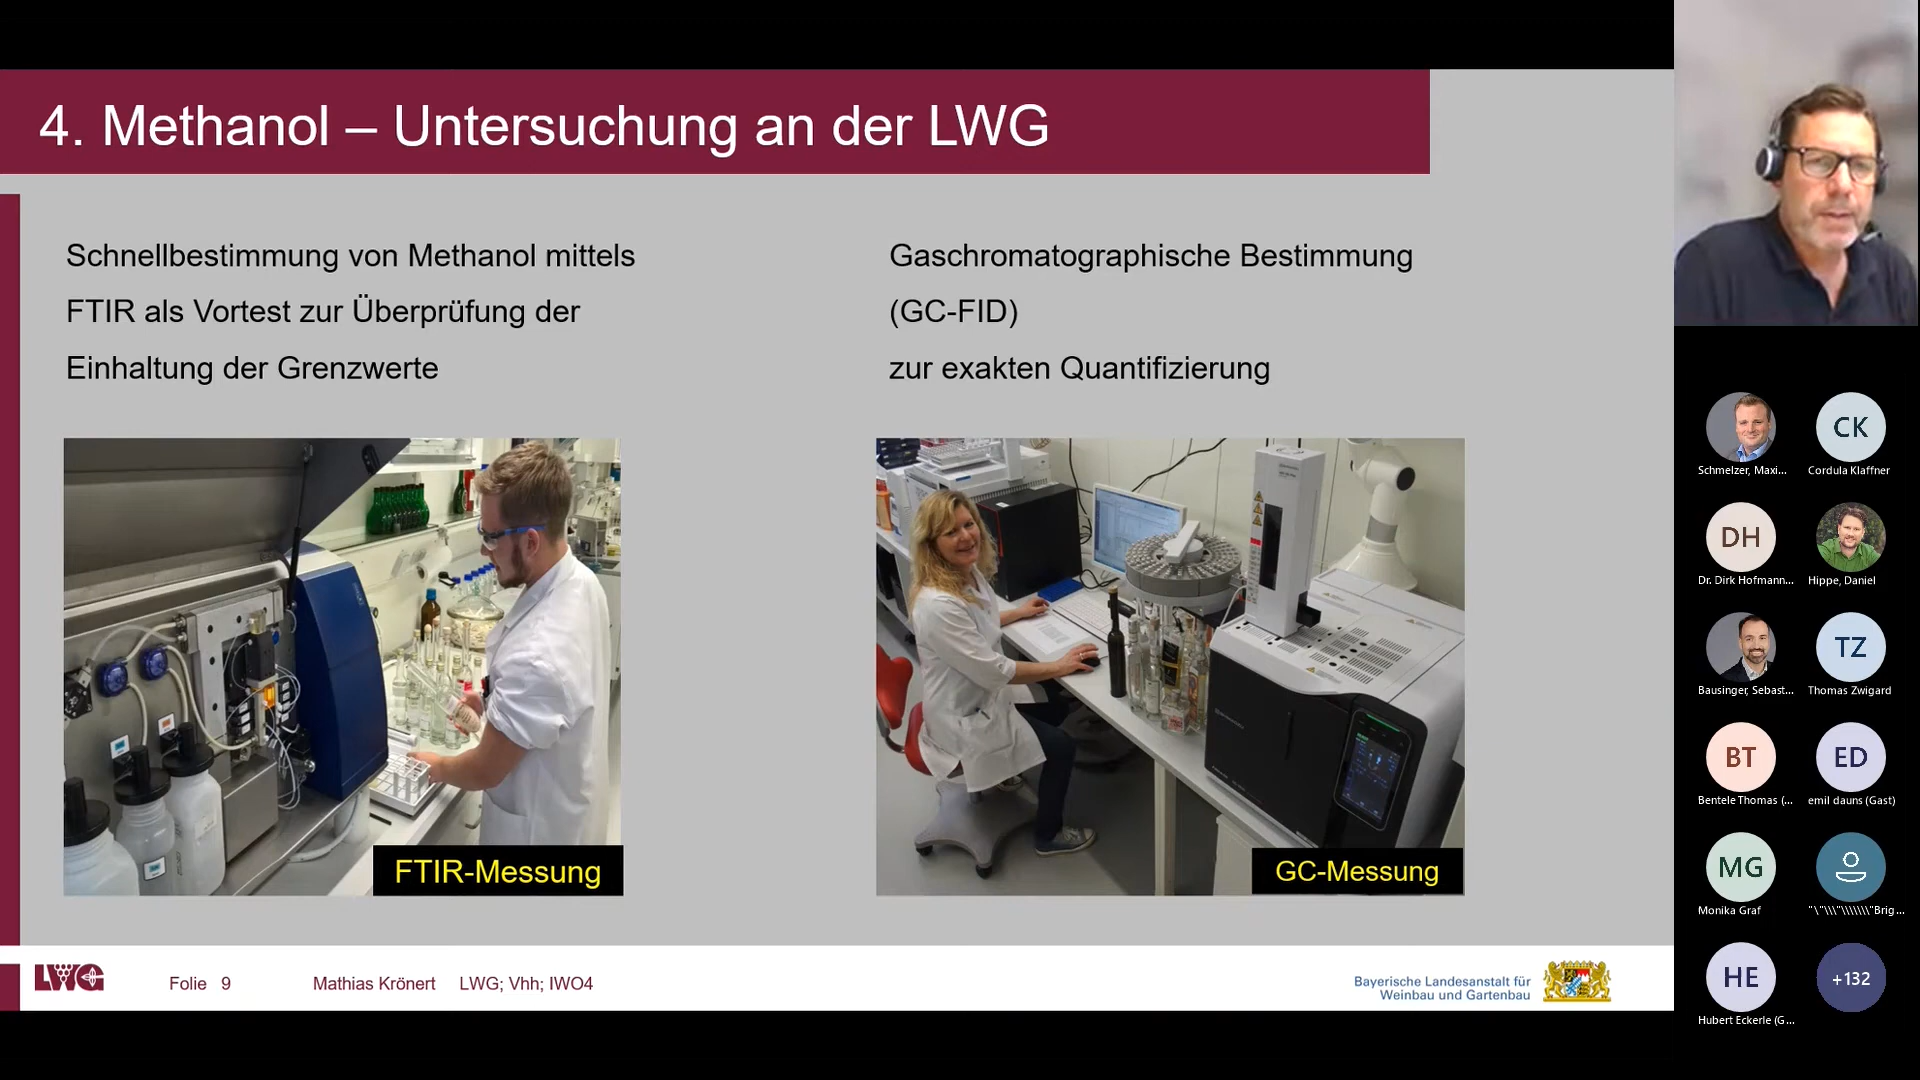 4. Methanol – Untersuchung an der LWG
Schnellbestimmung von Methanol mittels
FTIR als Vortest zur Überprüfung der
Einhaltung der Grenzwerte
Gaschromatographische Bestimmung
(GC-FID)
zur exakten Quantifizierung
FTIR-Messung
GC-Messung
LWG
Folie 9
Mathias Krönert LWG; Vhh; IWO4
Bayerische Landesanstalt für
Weinbau und Gartenbau
Schmelzer, Maxi...
CK
Cordula Klaffner
DH
Dr. Dirk Hofmann...
Hippe, Daniel
Bausinger, Sebast...
TZ
Thomas Zwigard
BT
Bentele Thomas (...
ED
emil dauns (Gast)
MG
Monika Graf
"\"\\\"\\\\\\\"Brig...
HE
Hubert Eckerle (G...
+132